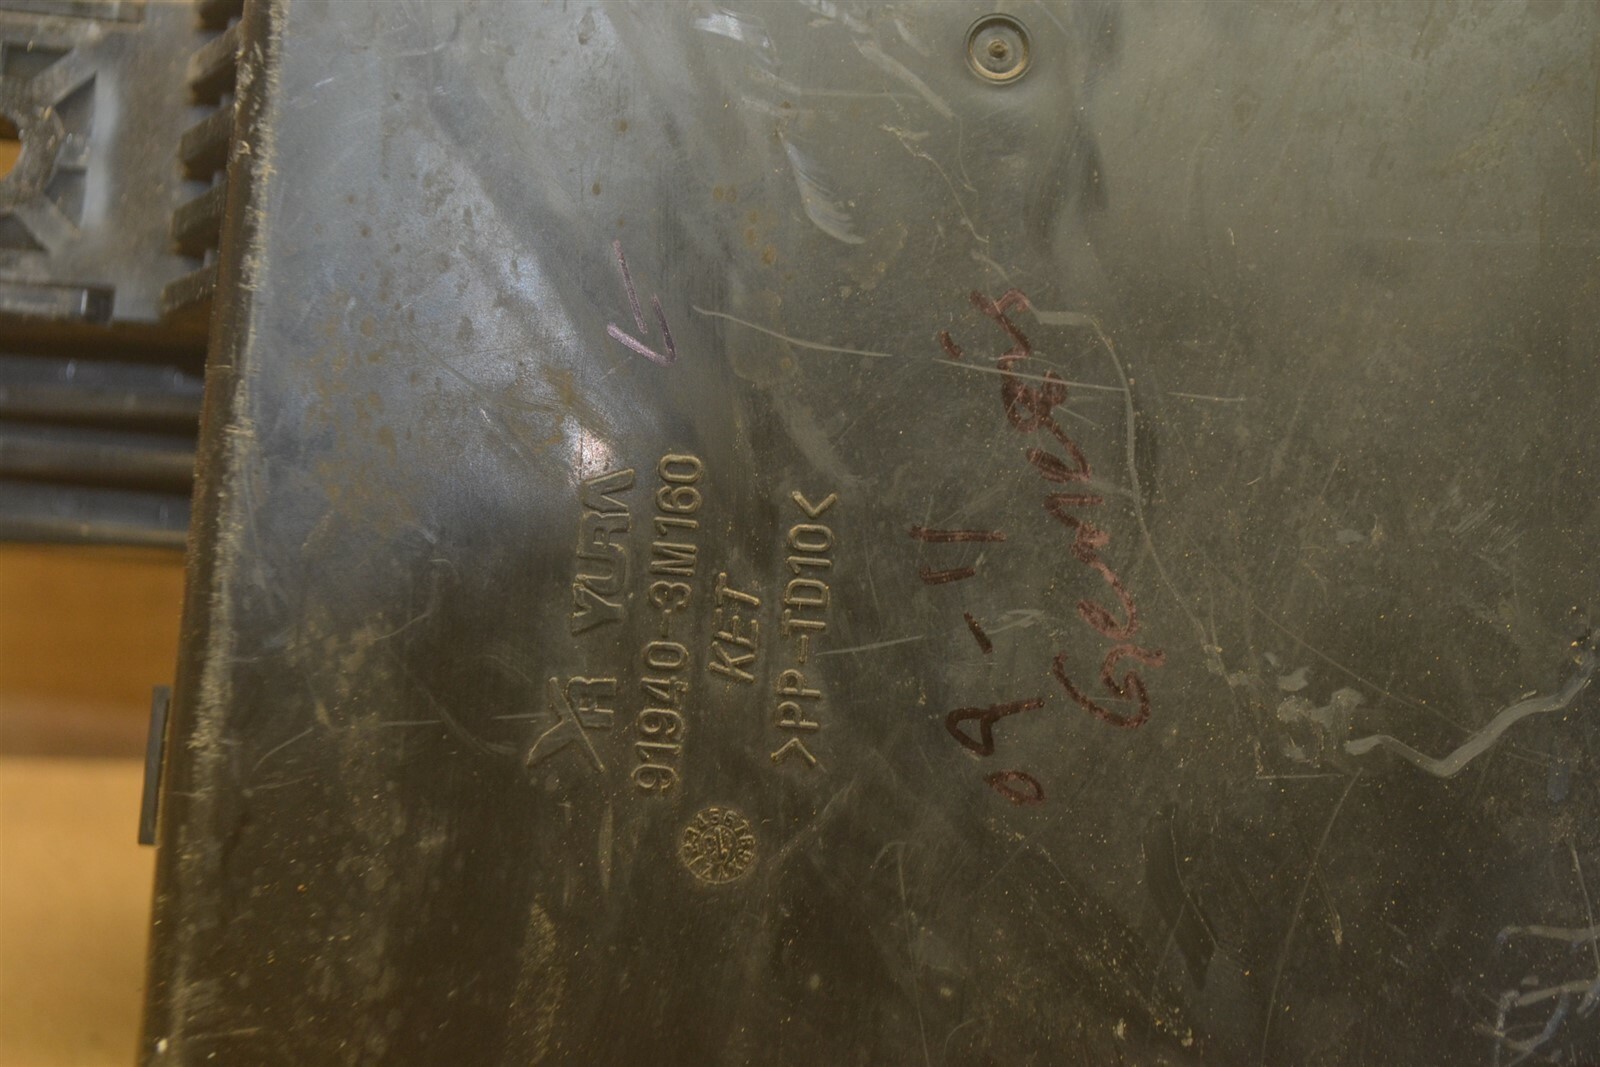 YURA
91940-3M160
KET
>PP-TD10<
09-11
Genesis